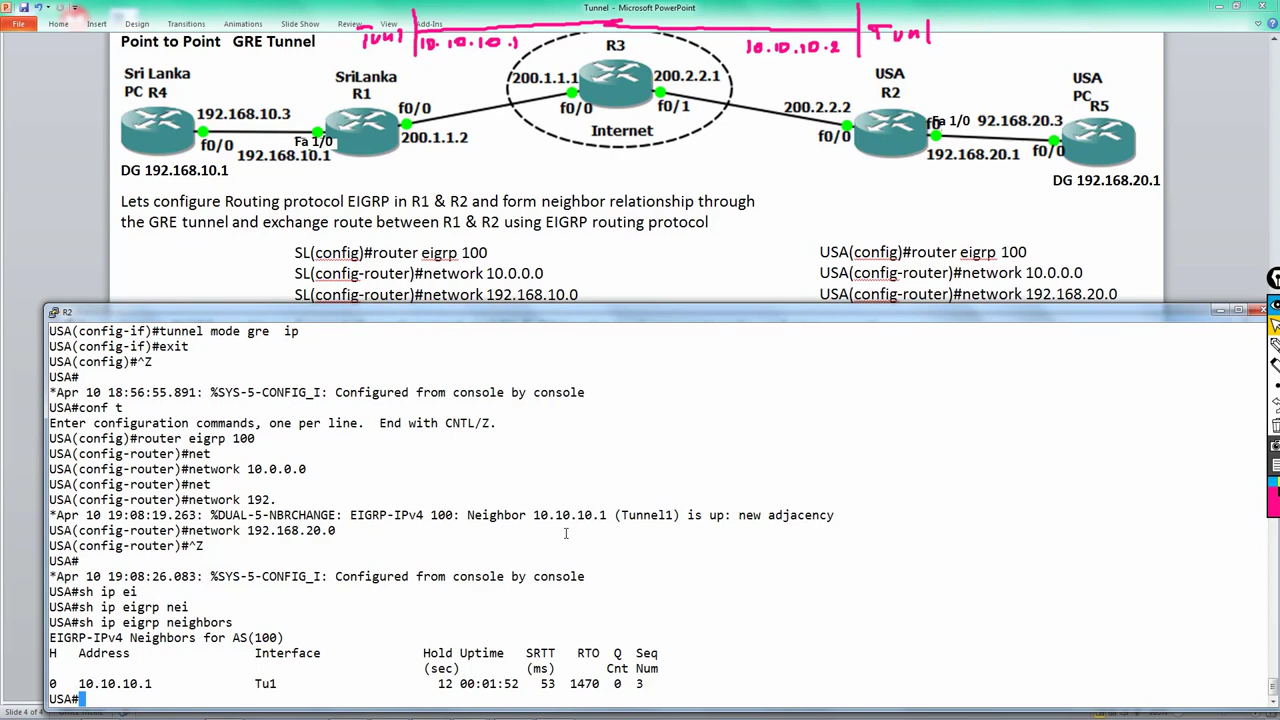 Tunnel - Microsoft PowerPoint
File Home Insert Design Transitions Animations Slide Show Review View Add-Ins
Point to Point GRE Tunnel
Tun1 10.10.10.1 10.10.10.2 Tun1
R3
Sri Lanka
PC R4
SriLanka
R1
USA
R2
USA
PC R5
200.1.1.1 200.2.2.1
192.168.10.3 f0/0 f0/0 f0/1 200.2.2.2 Fa 1/0 92.168.20.3
f0/0 Fa 1/0 200.1.1.2 Internet f0/0 f0/0
192.168.10.1 192.168.20.1
DG 192.168.10.1 DG 192.168.20.1
Lets configure Routing protocol EIGRP in R1 & R2 and form neighbor relationship through
the GRE tunnel and exchange route between R1 & R2 using EIGRP routing protocol
SL(config)#router eigrp 100 USA(config)#router eigrp 100
SL(config-router)#network 10.0.0.0 USA(config-router)#network 10.0.0.0
SL(config-router)#network 192.168.10.0 USA(config-router)#network 192.168.20.0
R2
USA(config-if)#tunnel mode gre  ip
USA(config-if)#exit
USA(config)#^Z
USA#
*Apr 10 18:56:55.891: %SYS-5-CONFIG_I: Configured from console by console
USA#conf t
Enter configuration commands, one per line.  End with CNTL/Z.
USA(config)#router eigrp 100
USA(config-router)#net
USA(config-router)#network 10.0.0.0
USA(config-router)#net
USA(config-router)#network 192.
*Apr 10 19:08:19.263: %DUAL-5-NBRCHANGE: EIGRP-IPv4 100: Neighbor 10.10.10.1 (Tunnel1) is up: new adjacency
USA(config-router)#network 192.168.20.0
USA(config-router)#^Z
USA#
*Apr 10 19:08:26.083: %SYS-5-CONFIG_I: Configured from console by console
USA#sh ip ei
USA#sh ip eigrp nei
USA#sh ip eigrp neighbors
EIGRP-IPv4 Neighbors for AS(100)
H Address Interface Hold Uptime SRTT RTO Q Seq
(sec) (ms) Cnt Num
0 10.10.10.1 Tu1 12 00:01:52 53 1470 0 3
USA#
Slide 4 of 4